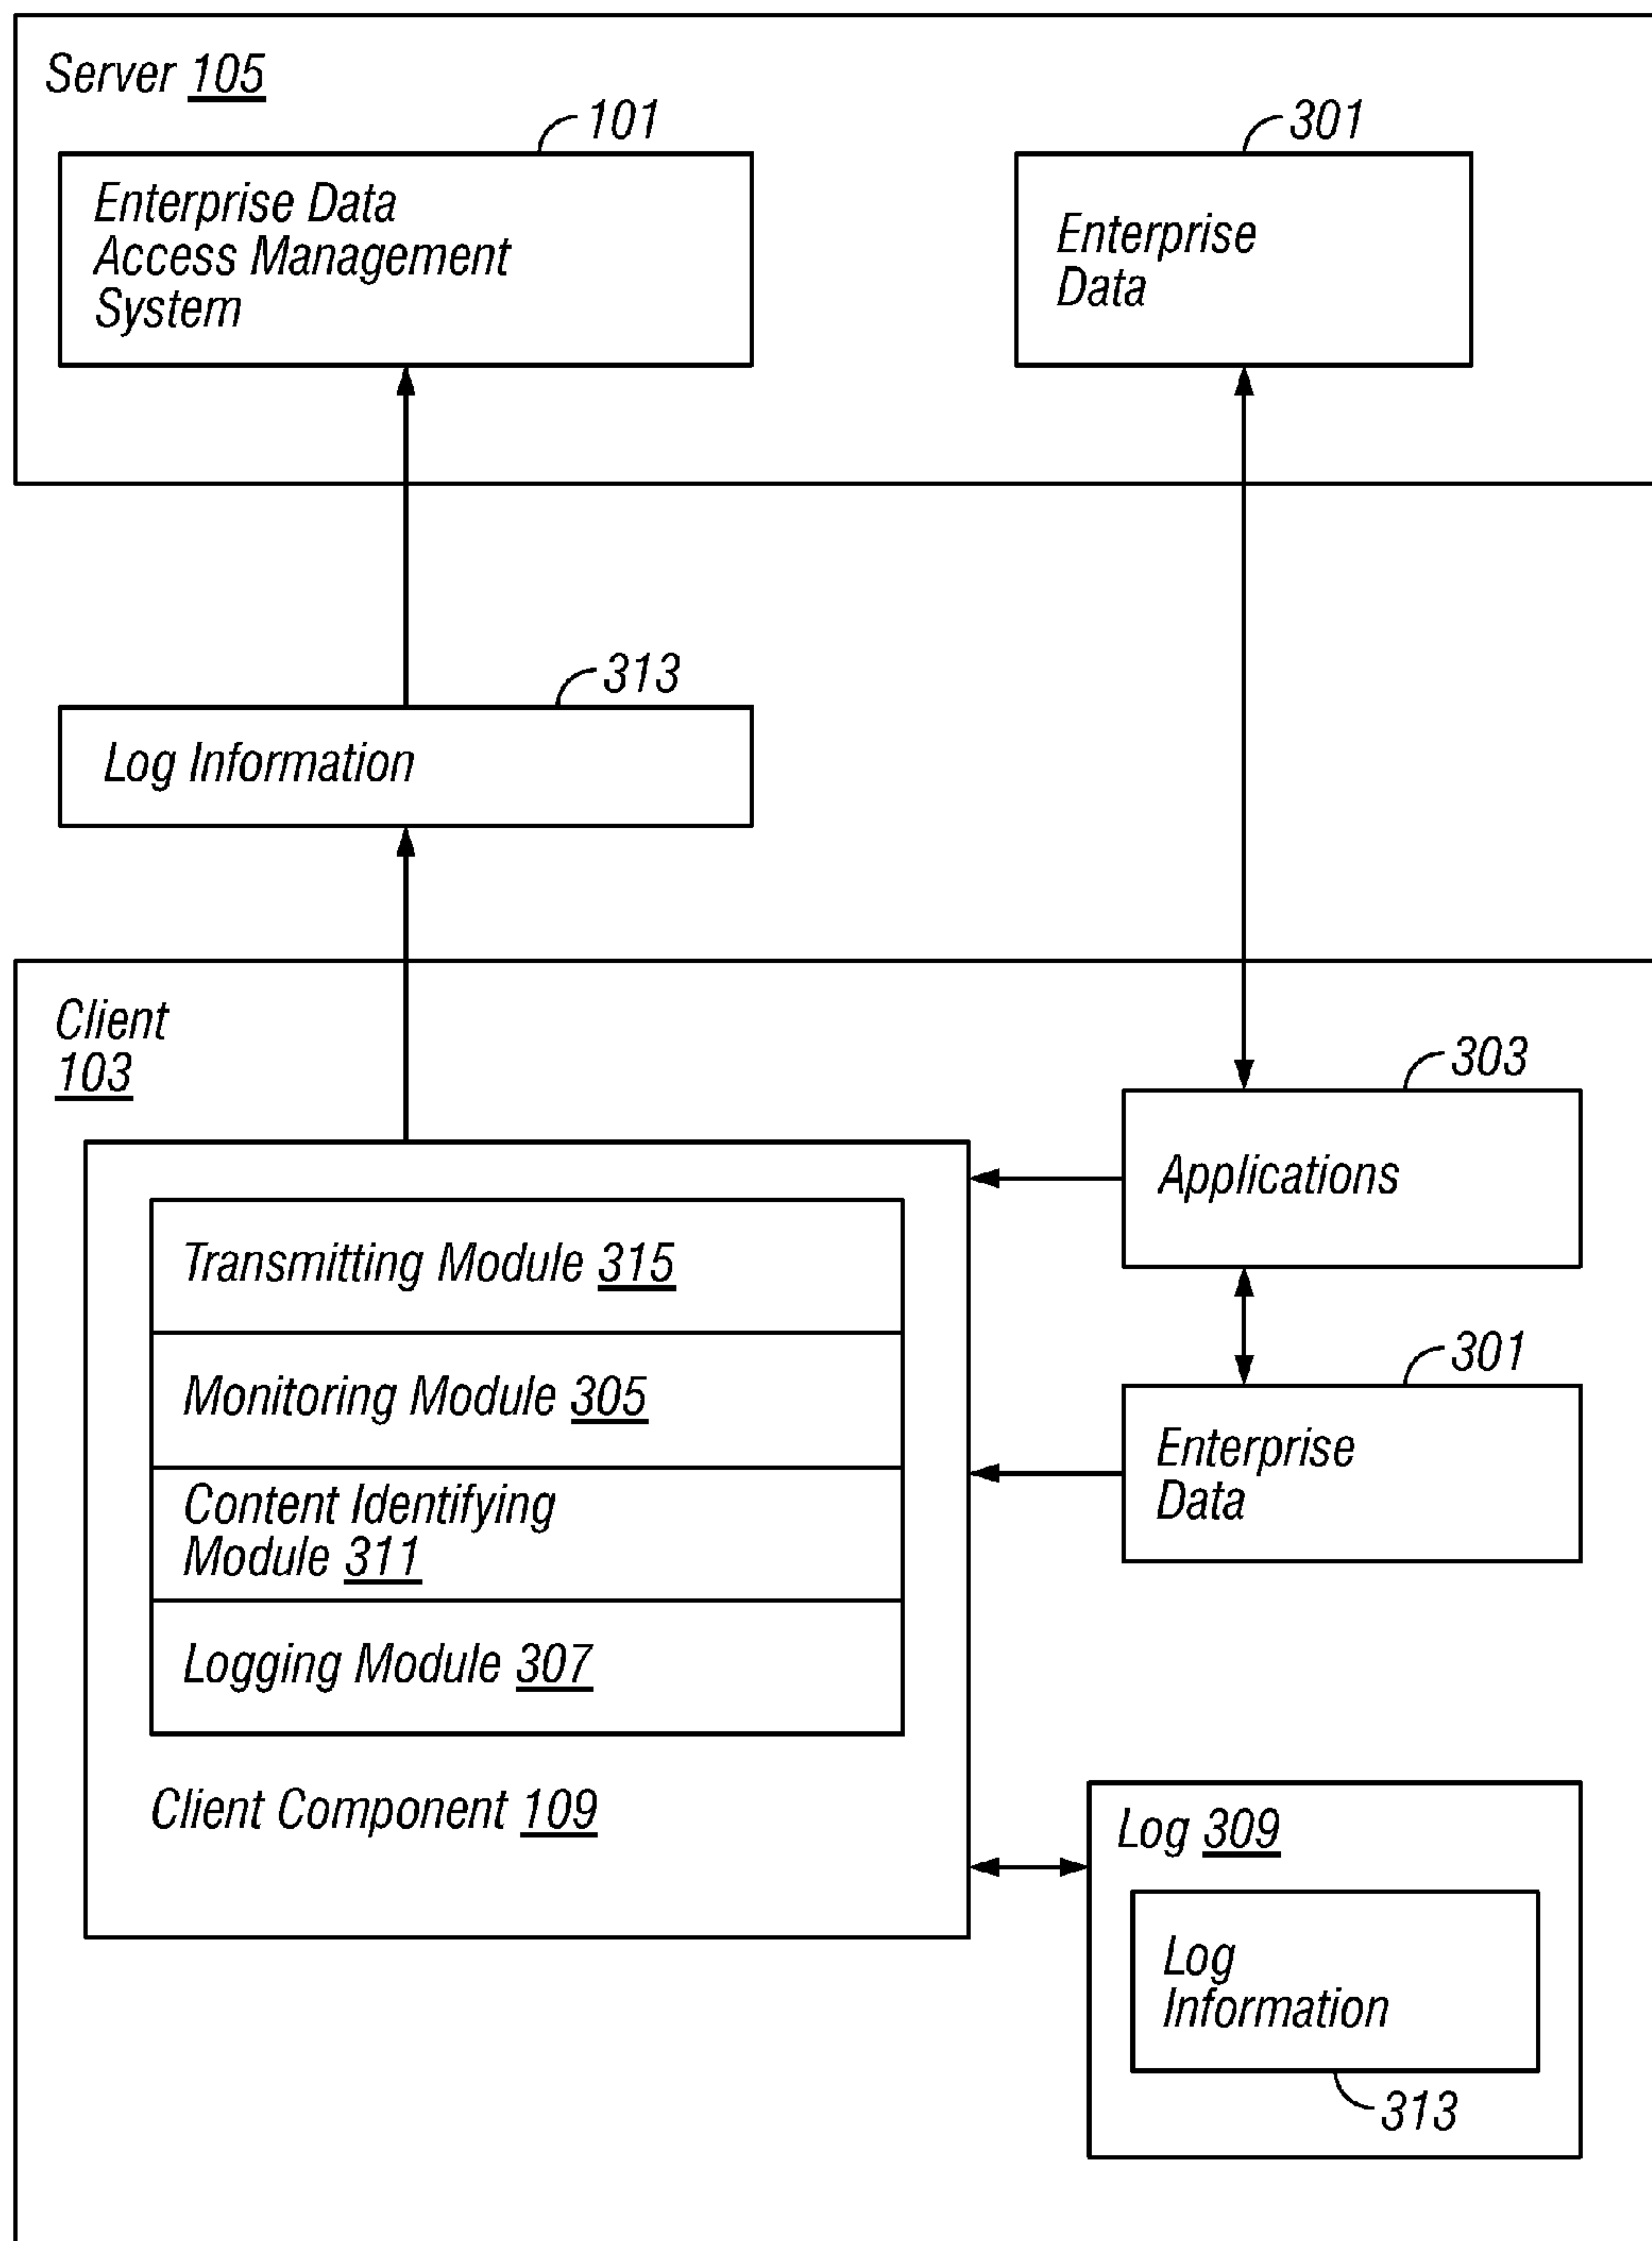 Server 105
101
Enterprise Data
Access Management
System
301
Enterprise
Data
313
Log Information
Client
103
303
Applications
Transmitting Module 315
Monitoring Module 305
Content Identifying
Module 311
Logging Module 307
Client Component 109
301
Enterprise
Data
Log 309
Log
Information
313